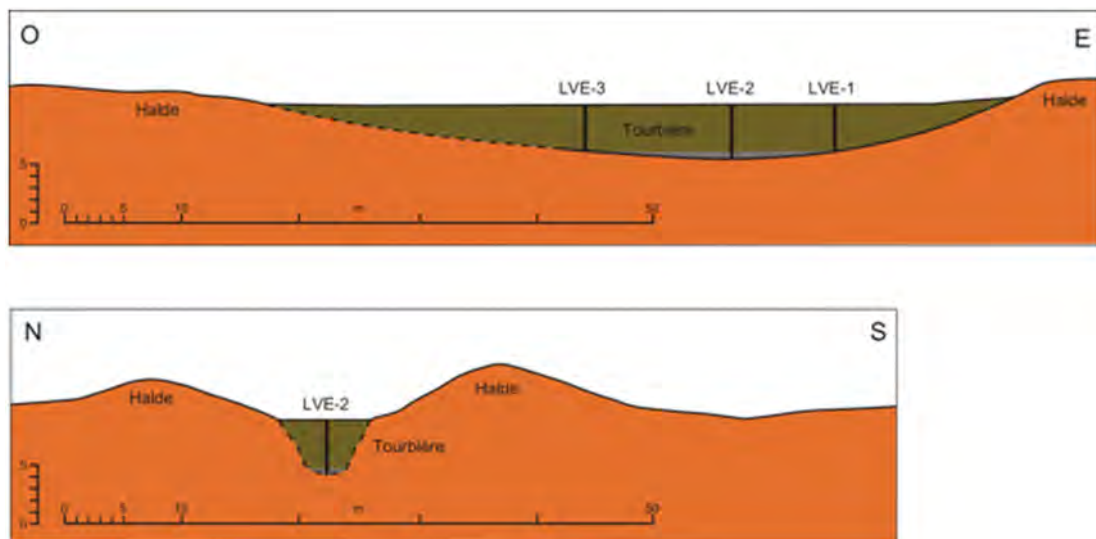 O E
LVE-3 LVE-2 LVE-1
Halde Tourbière Halde
5
0
0 5 10 m 50
N S
Halde Halde
LVE-2
Tourbière
5
0
0 5 10 m 50